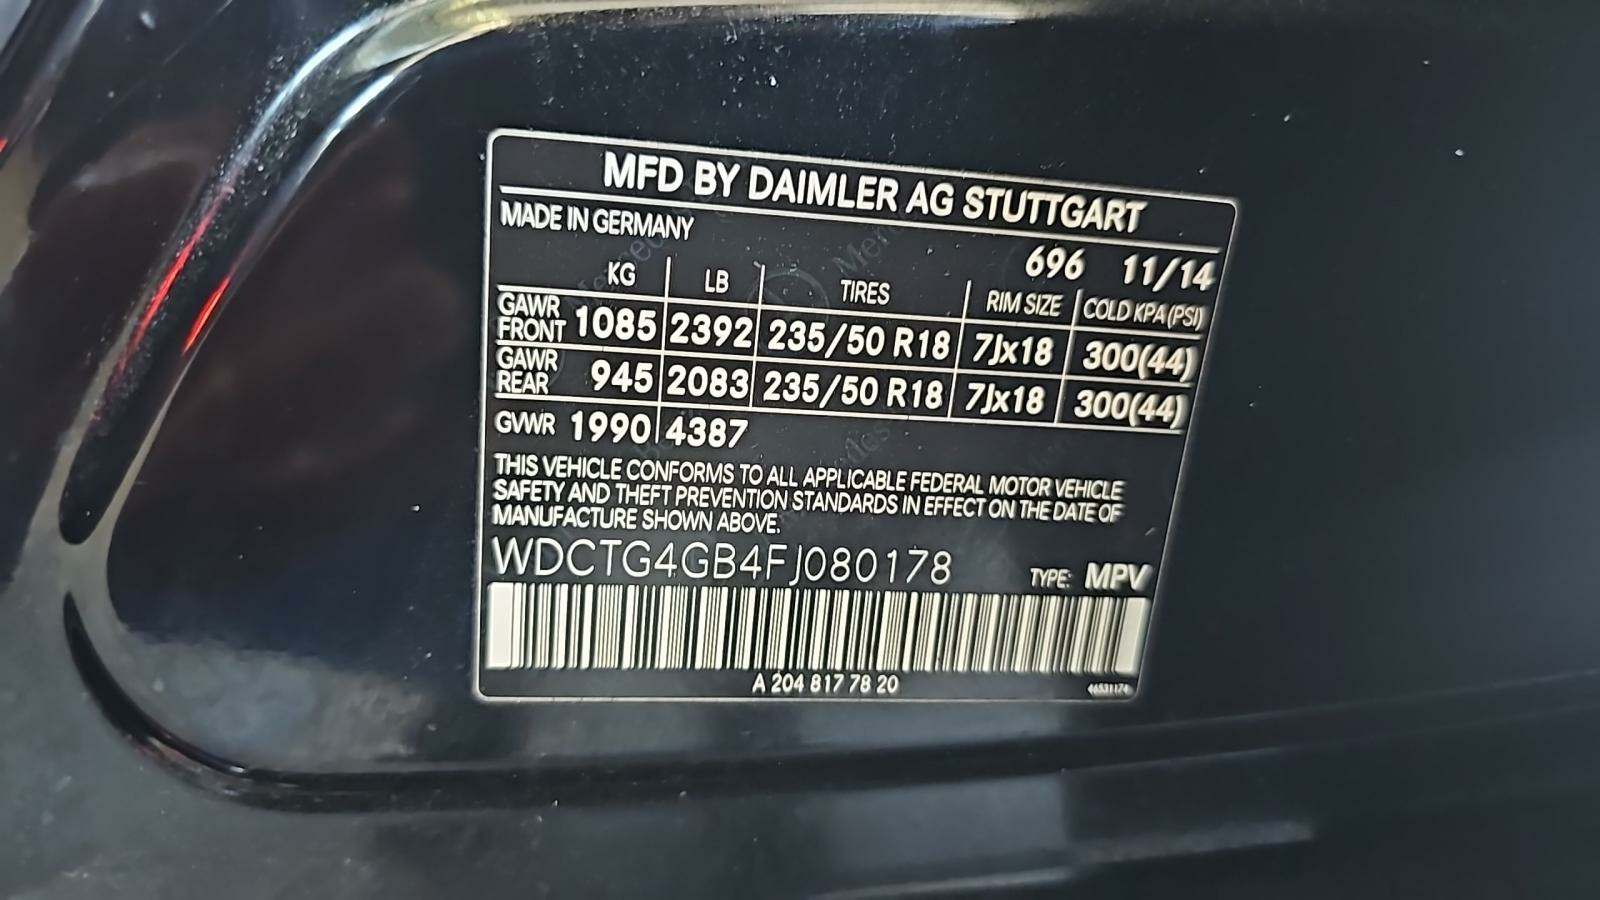 MFD BY DAIMLER AG STUTTGART
MADE IN GERMANY
696 11/14
KG LB TIRES RIM SIZE COLD KPA (PSI)
GAWR FRONT 1085 2392 235/50 R18 7Jx18 300(44)
GAWR REAR 945 2083 235/50 R18 7Jx18 300(44)
GVWR 1990 4387
THIS VEHICLE CONFORMS TO ALL APPLICABLE FEDERAL MOTOR VEHICLE
SAFETY AND THEFT PREVENTION STANDARDS IN EFFECT ON THE DATE OF
MANUFACTURE SHOWN ABOVE.
WDCTG4GB4FJ080178 TYPE: MPV
A 204 817 78 20